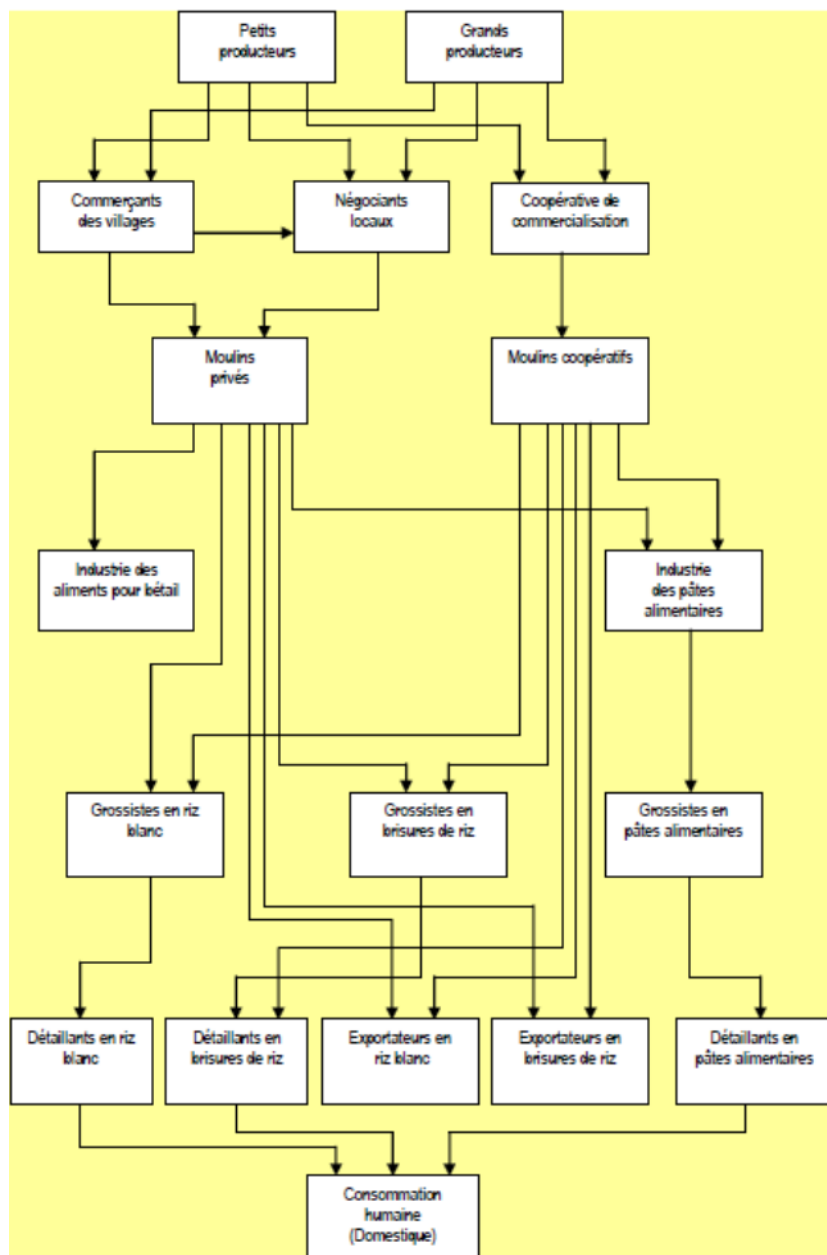 Petits
producteurs
Grands
producteurs
Commerçants
des villages
Négociants
locaux
Coopérative de
commercialisation
Moulins
privés
Moulins coopératifs
Industrie des
aliments pour bétail
Industrie
des pâtes
alimentaires
Grossistes en riz
blanc
Grossistes en
brisures de riz
Grossistes en
pâtes alimentaires
Détaillants en riz
blanc
Détaillants en
brisures de riz
Exportateurs en
riz blanc
Exportateurs en
brisures de riz
Détaillants en
pâtes alimentaires
Consommation
humaine
(Domestique)